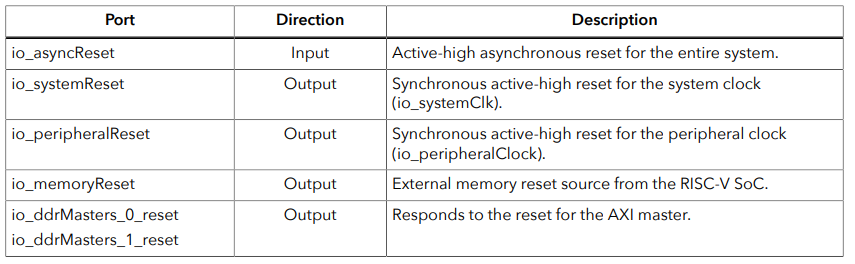 Port Direction Description
io_asyncReset Input Active-high asynchronous reset for the entire system.
io_systemReset Output Synchronous active-high reset for the system clock
(io_systemClk).
io_peripheralReset Output Synchronous active-high reset for the peripheral clock
(io_peripheralClock).
io_memoryReset Output External memory reset source from the RISC-V SoC.
io_ddrMasters_0_reset Output Responds to the reset for the AXI master.
io_ddrMasters_1_reset